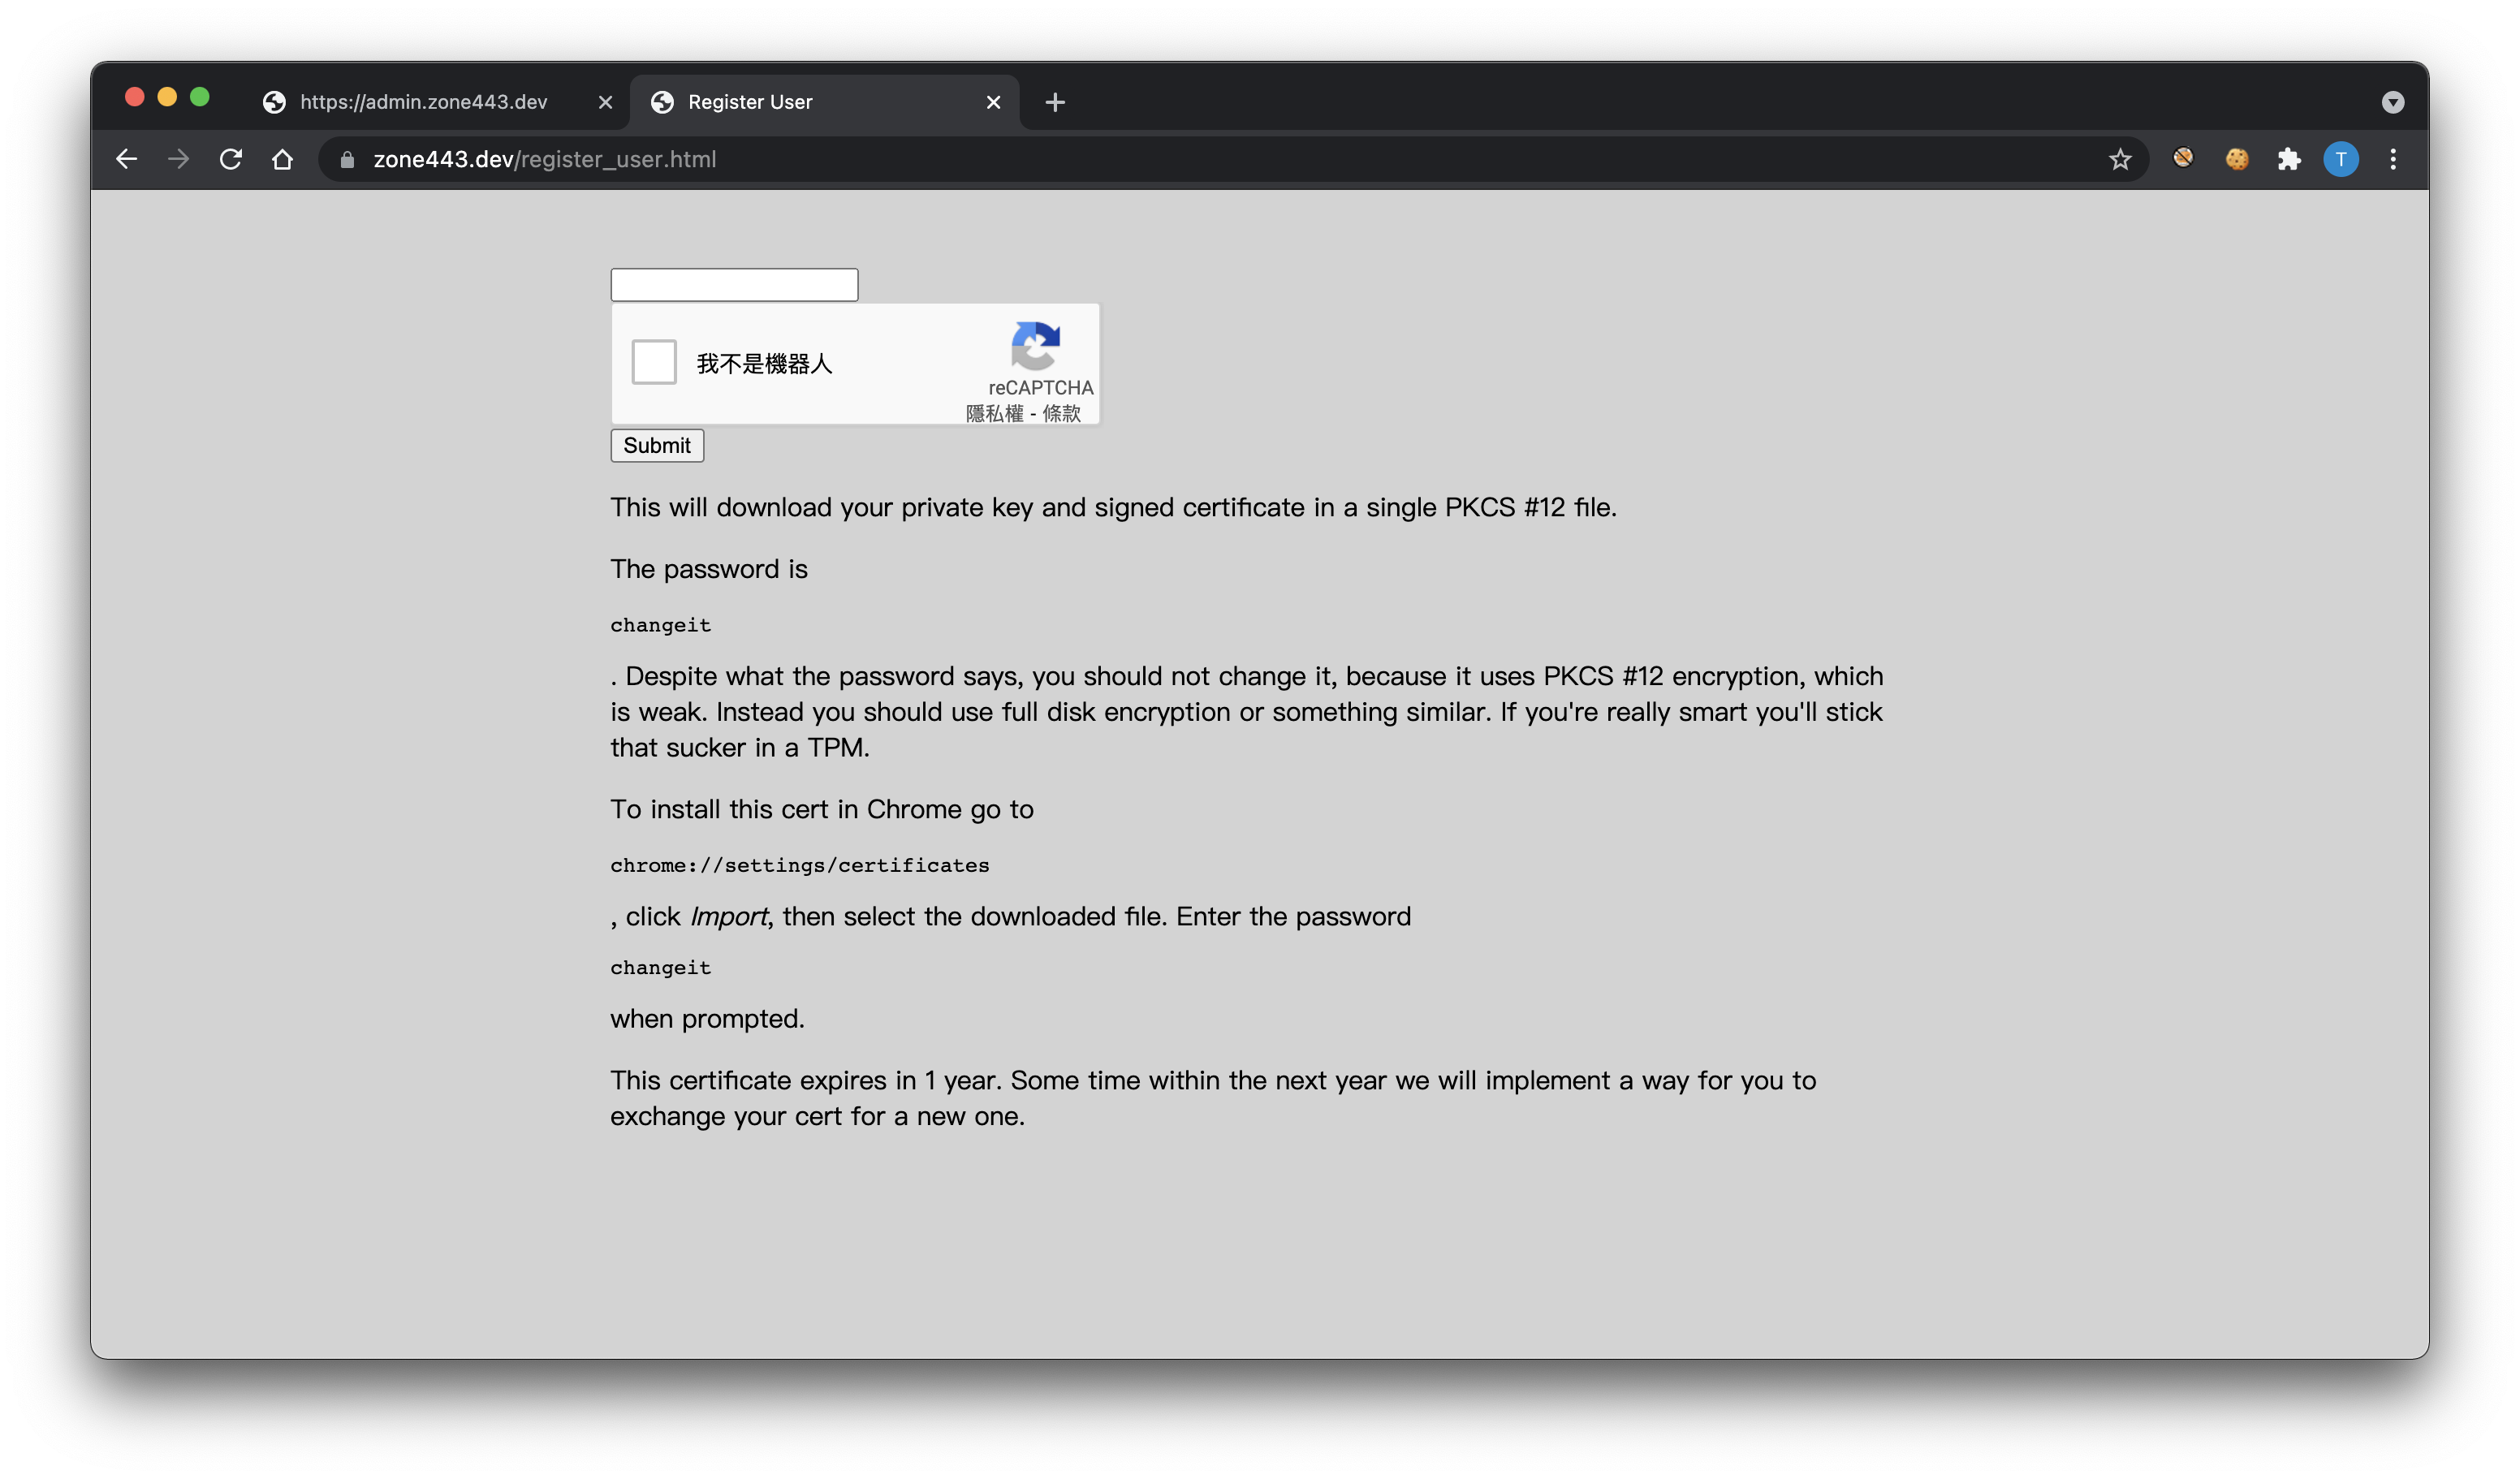 https://admin.zone443.dev
Register User
zone443.dev/register_user.html
T
我不是機器人
reCAPTCHA
隱私權 - 條款
Submit
This will download your private key and signed certificate in a single PKCS #12 file.
The password is
changeit
. Despite what the password says, you should not change it, because it uses PKCS #12 encryption, which
is weak. Instead you should use full disk encryption or something similar. If you're really smart you'll stick
that sucker in a TPM.
To install this cert in Chrome go to
chrome://settings/certificates
, click Import, then select the downloaded file. Enter the password
changeit
when prompted.
This certificate expires in 1 year. Some time within the next year we will implement a way for you to
exchange your cert for a new one.